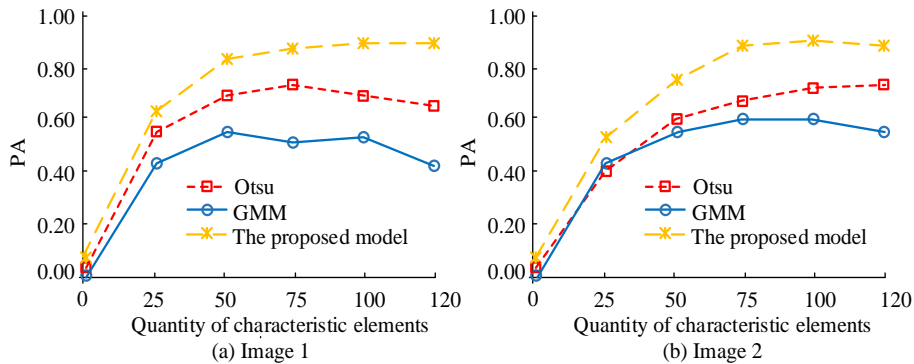 1.00
0.80
0.60
0.40
0.20
0.00
PA
Otsu
GMM
The proposed model
0 25 50 75 100 120
Quantity of characteristic elements
(a) Image 1
1.00
0.80
0.60
0.40
0.20
0.00
PA
Otsu
GMM
The proposed model
0 25 50 75 100 120
Quantity of characteristic elements
(b) Image 2